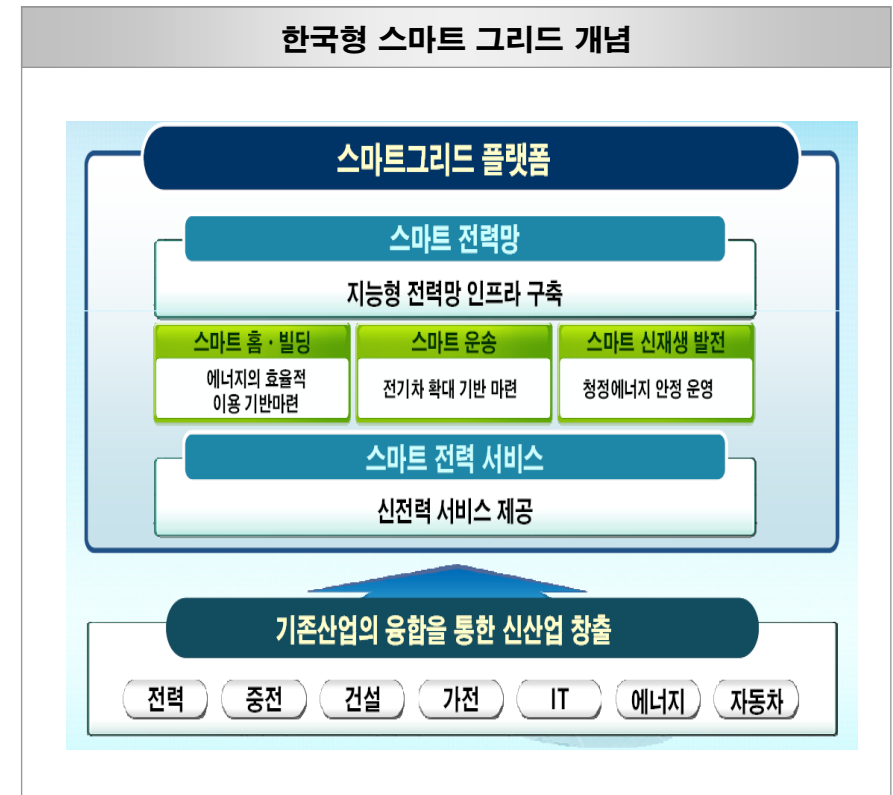 한국형 스마트 그리드 개념
스마트그리드 플랫폼
스마트 전력망
지능형 전력망 인프라 구축
스마트 홈 · 빌딩
에너지의 효율적
이용 기반마련
스마트 운송
전기차 확대 기반 마련
스마트 신재생 발전
청정에너지 안정 운영
스마트 전력 서비스
신전력 서비스 제공
기존산업의 융합을 통한 신산업 창출
전력 중전 건설 가전 IT 에너지 자동차